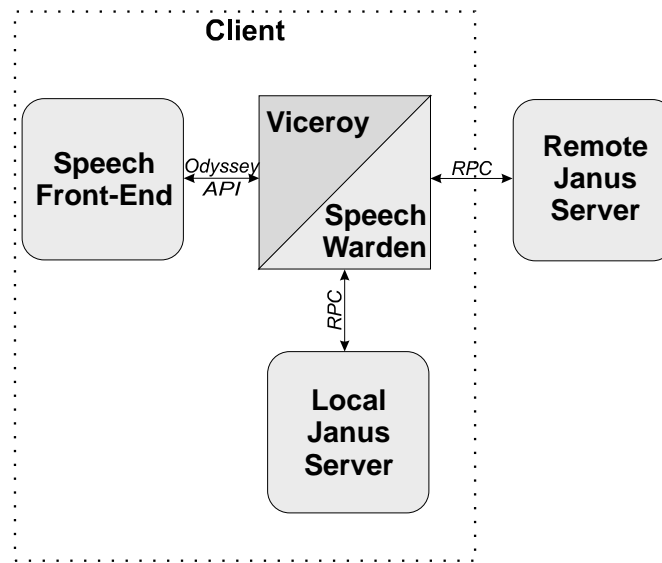 Client
Speech
Front-End
Odyssey
API
Viceroy
Speech
Warden
RPC
Remote
Janus
Server
RPC
Local
Janus
Server